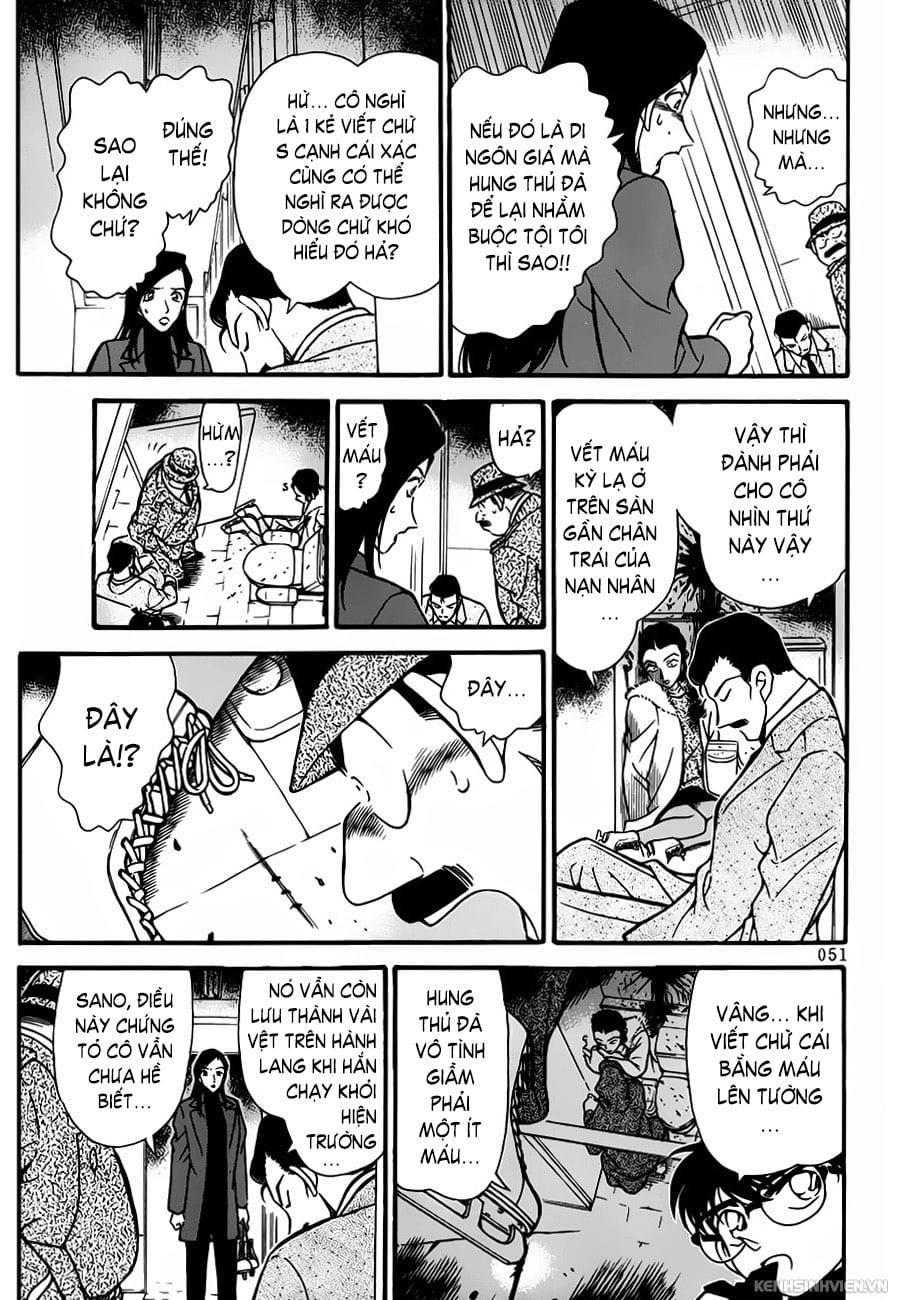 NHƯNG...
NHƯNG
MÀ...
NẾU ĐÓ LÀ DI
NGÔN GIẢ MÀ
HUNG THỦ ĐÃ
ĐỂ LẠI NHẰM
BUỘC TỘI TÔI
THÌ SAO!!
HỪ... CÔ NGHĨ
LÀ 1 KẺ VIẾT CHỮ
S CẠNH CÁI XÁC
CŨNG CÓ THỂ
NGHĨ RA ĐƯỢC
DÒNG CHỮ KHÓ
HIỂU ĐÓ HẢ?
ĐÚNG
THẾ!
SAO
LẠI
KHÔNG
CHỨ?
VẬY THÌ
ĐÀNH PHẢI
CHO CÔ
NHÌN THỨ
NÀY VẬY
...
VẾT MÁU
KỲ LẠ Ở
TRÊN SÀN
GẦN CHÂN
TRÁI CỦA
NẠN NHÂN
...
HẢ?
VẾT
MÁU?
HỪM
...?
S
ĐÂY...
ĐÂY
LÀ!?
051
VÂNG... KHI
VIẾT CHỮ CÁI
BẰNG MÁU
LÊN TƯỜNG
...
HUNG
THỦ ĐÃ
VÔ TÌNH
GIẪM PHẢI
MỘT ÍT
MÁU...
NÓ VẪN CÒN
LƯU THÀNH VÀI
VỆT TRÊN HÀNH
LANG KHI HẮN
CHẠY KHỎI
HIỆN
TRƯỜNG
...
SANO, ĐIỀU
NÀY CHỨNG
TỎ CÔ VẪN
CHƯA HỀ
BIẾT...
KENHSINHVIEN.VN